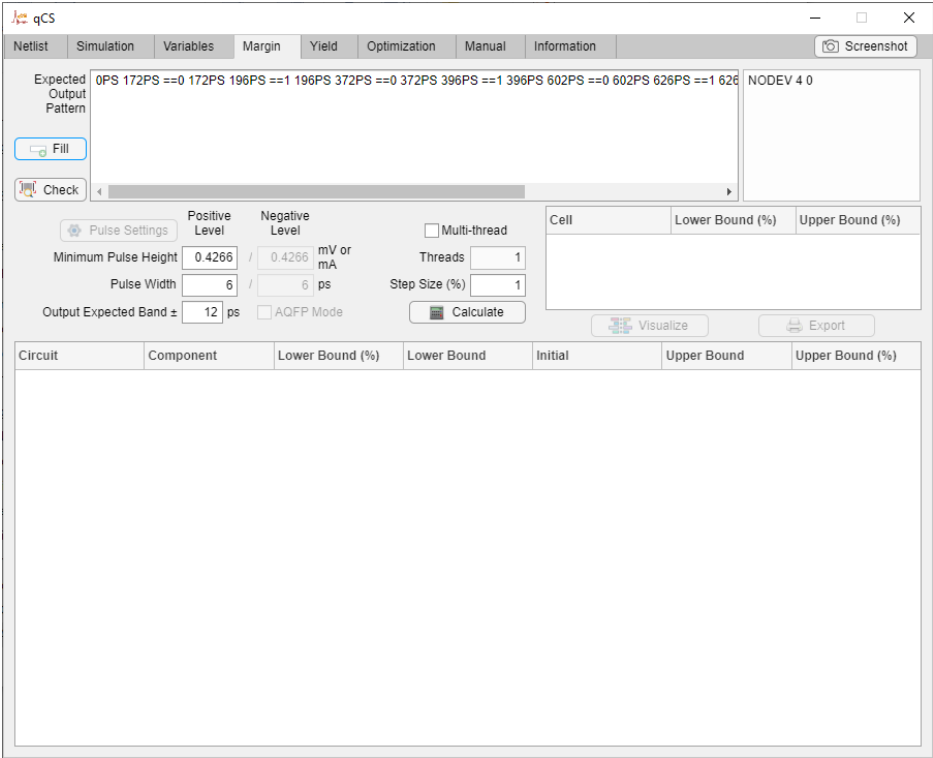 qCS
Netlist Simulation Variables Margin Yield Optimization Manual Information Screenshot
Expected
Output
Pattern
0PS 172PS ==0 172PS 196PS ==1 196PS 372PS ==0 372PS 396PS ==1 396PS 602PS ==0 602PS 626PS ==1 626
NODEV 4 0
Fill
Check
Pulse Settings
Positive
Level
Negative
Level
Multi-thread
Minimum Pulse Height 0.4266 / 0.4266 mV or
mA
Threads 1
Pulse Width 6 / 6 ps
Step Size (%) 1
Output Expected Band ± 12 ps AQFP Mode
Calculate
Cell Lower Bound (%) Upper Bound (%)
Visualize Export
Circuit Component Lower Bound (%) Lower Bound Initial Upper Bound Upper Bound (%)